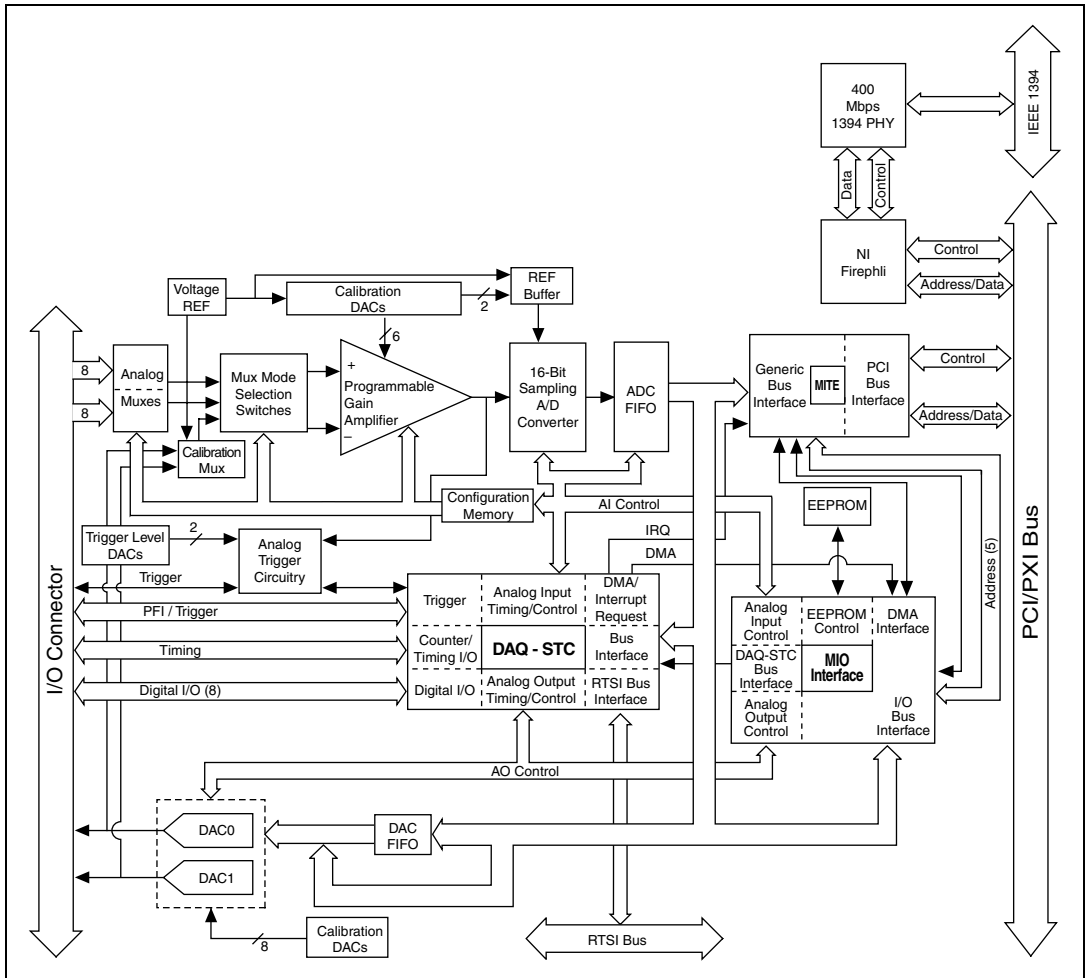 400
Mbps
1394 PHY
IEEE 1394
Data
Control
NI
Firephli
Control
Address/Data
Voltage
REF
Calibration
DACs
2
REF
Buffer
6
8
8
Analog
Muxes
Mux Mode
Selection
Switches
+
Programmable
Gain
Amplifier
–
16-Bit
Sampling
A/D
Converter
ADC
FIFO
Generic
Bus
Interface
MITE
PCI
Bus
Interface
Control
Address/Data
Calibration
Mux
Configuration
Memory
AI Control
EEPROM
Trigger Level
DACs
2
Analog
Trigger
Circuitry
IRQ
DMA
Address (5)
PCI/PXI Bus
I/O Connector
Trigger
PFI / Trigger
Timing
Digital I/O (8)
Trigger
Analog Input
Timing/Control
DMA/
Interrupt
Request
Counter/
Timing I/O
DAQ - STC
Bus
Interface
Digital I/O
Analog Output
Timing/Control
RTSI Bus
Interface
Analog
Input
Control
EEPROM
Control
DMA
Interface
DAQ-STC
Bus
Interface
MIO
Interface
Analog
Output
Control
I/O
Bus
Interface
AO Control
DAC0
DAC
FIFO
DAC1
8
Calibration
DACs
RTSI Bus